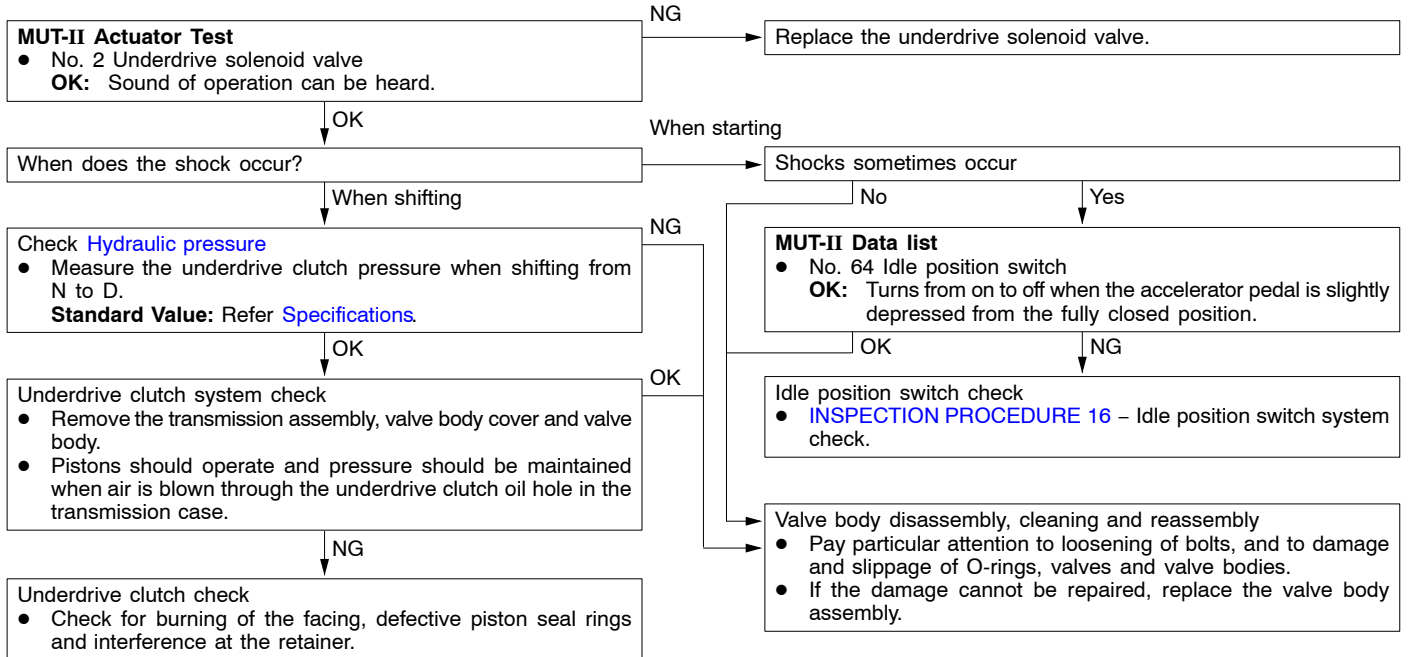 NG
MUT-II Actuator Test
● No. 2 Underdrive solenoid valve
OK: Sound of operation can be heard.
Replace the underdrive solenoid valve.
OK
When starting
When does the shock occur?
Shocks sometimes occur
When shifting
No
Yes
NG
Check Hydraulic pressure
● Measure the underdrive clutch pressure when shifting from
N to D.
Standard Value: Refer Specifications.
MUT-II Data list
● No. 64 Idle position switch
OK: Turns from on to off when the accelerator pedal is slightly
depressed from the fully closed position.
OK
OK
NG
OK
Underdrive clutch system check
● Remove the transmission assembly, valve body cover and valve
body.
● Pistons should operate and pressure should be maintained
when air is blown through the underdrive clutch oil hole in the
transmission case.
Idle position switch check
● INSPECTION PROCEDURE 16 – Idle position switch system
check.
NG
Valve body disassembly, cleaning and reassembly
● Pay particular attention to loosening of bolts, and to damage
and slippage of O-rings, valves and valve bodies.
● If the damage cannot be repaired, replace the valve body
assembly.
Underdrive clutch check
● Check for burning of the facing, defective piston seal rings
and interference at the retainer.